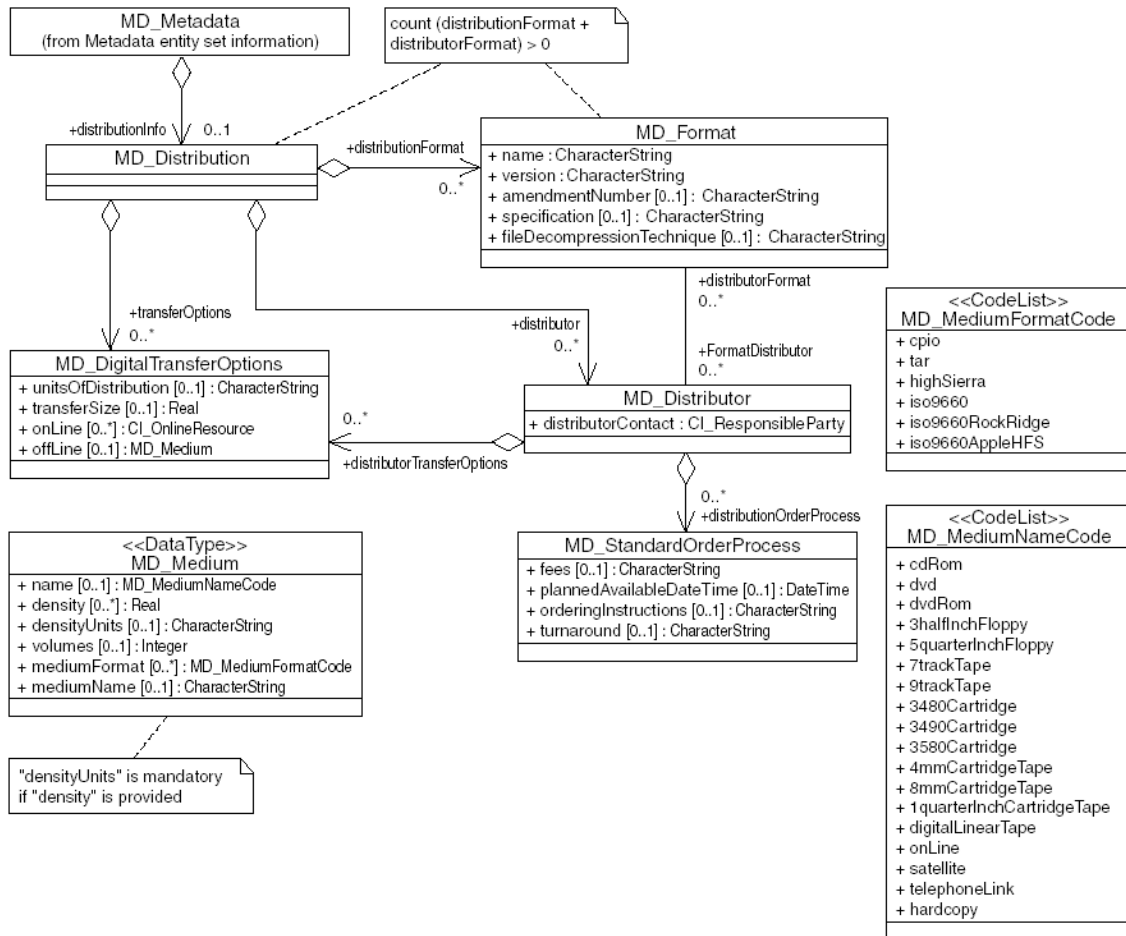 MD_Metadata
(from Metadata entity set information)
count (distributionFormat +
distributorFormat) > 0
+distributionInfo
0..1
MD_Distribution
+distributionFormat
0..*
MD_Format
+ name : CharacterString
+ version : CharacterString
+ amendmentNumber [0..1] : CharacterString
+ specification [0..1] : CharacterString
+ fileDecompressionTechnique [0..1] : CharacterString
+transferOptions
0..*
+distributor
0..*
+distributorFormat
0..*
+FormatDistributor
0..*
MD_DigitalTransferOptions
+ unitsOfDistribution [0..1] : CharacterString
+ transferSize [0..1] : Real
+ onLine [0..*] : CI_OnlineResource
+ offLine [0..1] : MD_Medium
0..*
+distributorTransferOptions
MD_Distributor
+ distributorContact : CI_ResponsibleParty
0..*
+distributionOrderProcess
MD_StandardOrderProcess
+ fees [0..1] : CharacterString
+ plannedAvailableDateTime [0..1] : DateTime
+ orderingInstructions [0..1] : CharacterString
+ turnaround [0..1] : CharacterString
<<DataType>>
MD_Medium
+ name [0..1] : MD_MediumNameCode
+ density [0..*] : Real
+ densityUnits [0..1] : CharacterString
+ volumes [0..1] : Integer
+ mediumFormat [0..*] : MD_MediumFormatCode
+ mediumName [0..1] : CharacterString
"densityUnits" is mandatory
if "density" is provided
<<CodeList>>
MD_MediumFormatCode
+ cpio
+ tar
+ highSierra
+ iso9660
+ iso9660RockRidge
+ iso9660AppleHFS
<<CodeList>>
MD_MediumNameCode
+ cdRom
+ dvd
+ dvdRom
+ 3halfInchFloppy
+ 5quarterInchFloppy
+ 7trackTape
+ 9trackTape
+ 3480Cartridge
+ 3490Cartridge
+ 3580Cartridge
+ 4mmCartridgeTape
+ 8mmCartridgeTape
+ 1quarterInchCartridgeTape
+ digitalLinearTape
+ onLine
+ satellite
+ telephoneLink
+ hardcopy